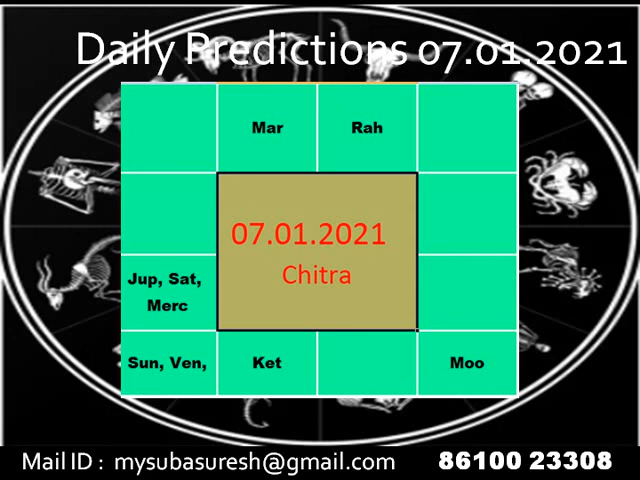 Daily Predictions 07.01.2021
Mar
Rah
07.01.2021
Chitra
Jup, Sat,
Merc
Sun, Ven,
Ket
Moo
Mail ID : mysubasuresh@gmail.com
86100 23308